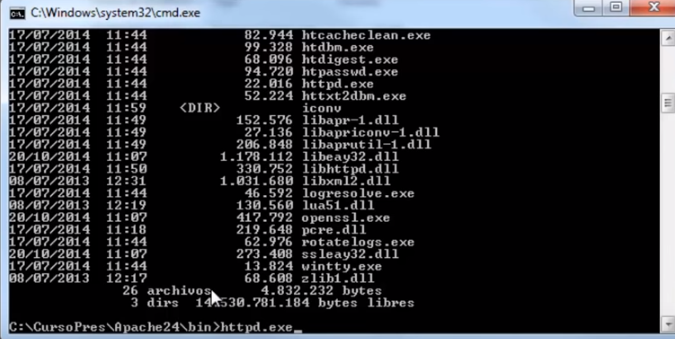 C:\Windows\system32\cmd.exe
17/07/2014 11:44 82.944 htcacheclean.exe
17/07/2014 11:44 99.328 htdbm.exe
17/07/2014 11:44 68.096 htdigest.exe
17/07/2014 11:44 94.720 htpasswd.exe
17/07/2014 11:44 22.016 httpd.exe
17/07/2014 11:44 52.224 httxt2dbm.exe
17/07/2014 11:59 <DIR> iconv
17/07/2014 11:49 152.576 libapr-1.dll
17/07/2014 11:49 27.136 libapriconv-1.dll
17/07/2014 11:49 206.848 libaprutil-1.dll
20/10/2014 11:07 1.178.112 libeay32.dll
17/07/2014 11:50 330.752 libhttpd.dll
08/07/2013 12:31 1.031.680 libxml2.dll
17/07/2014 11:44 46.592 logresolve.exe
08/07/2013 12:19 130.560 lua51.dll
20/10/2014 11:07 417.792 openssl.exe
17/07/2014 11:18 219.648 pcre.dll
17/07/2014 11:44 62.976 rotatelogs.exe
20/10/2014 11:07 273.408 ssleay32.dll
17/07/2014 11:44 13.824 wintty.exe
08/07/2013 12:17 68.608 zlib1.dll
26 archivos 4.832.232 bytes
3 dirs bytes libres
C:\CursoPres\Apache24\bin>httpd.exe_